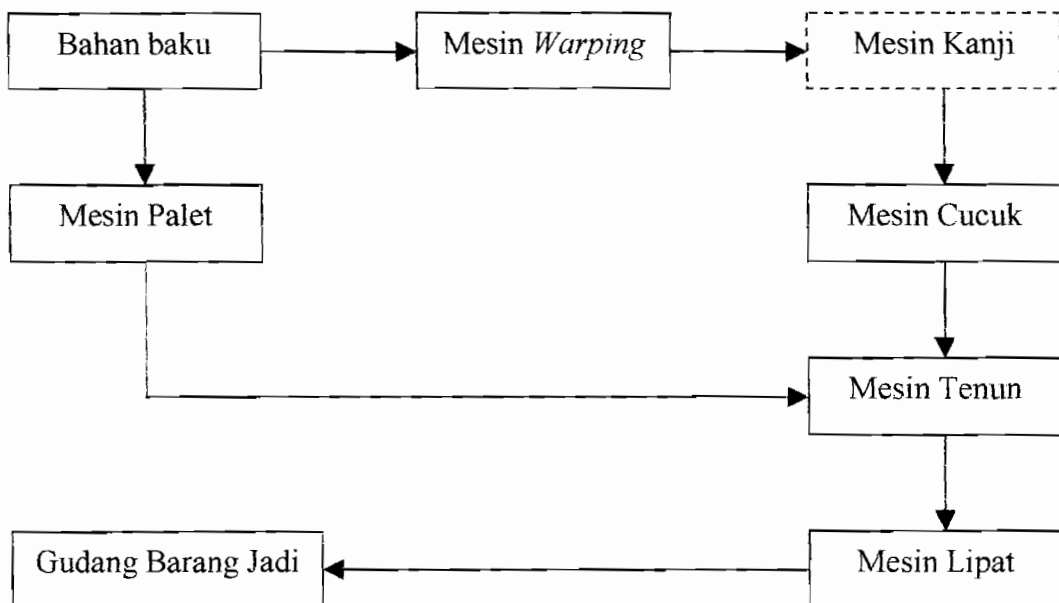 Bahan baku
Mesin Warping
Mesin Kanji
Mesin Palet
Mesin Cucuk
Mesin Tenun
Gudang Barang Jadi
Mesin Lipat